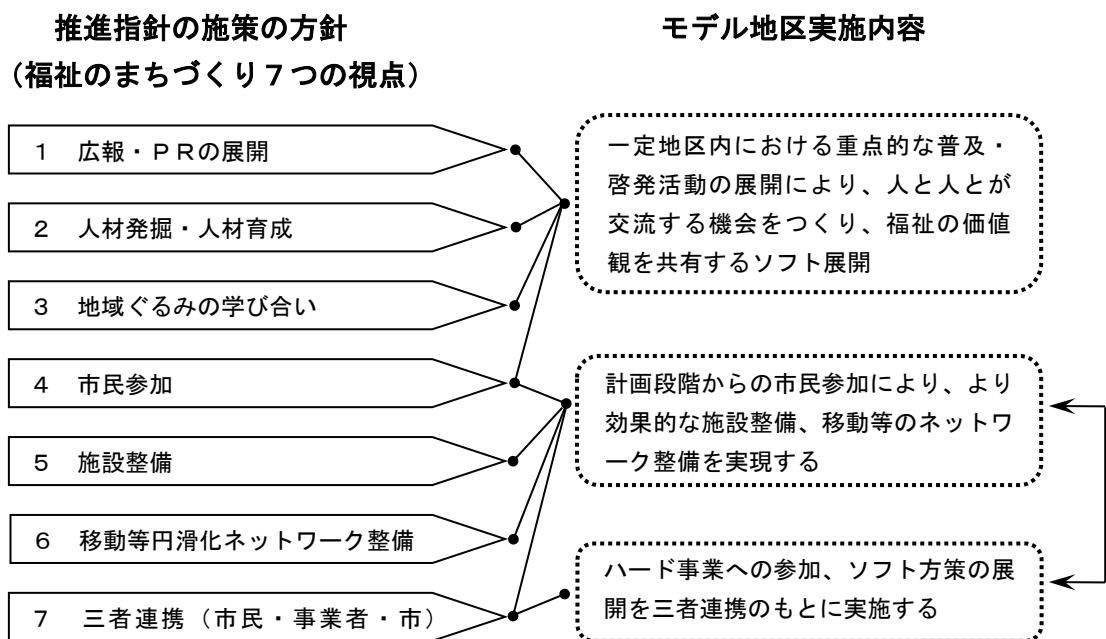 推進指針の施策の方針
(福祉のまちづくり7つの視点)
1 広報・PRの展開
2 人材発掘・人材育成
3 地域ぐるみの学び合い
4 市民参加
5 施設整備
6 移動等円滑化ネットワーク整備
7 三者連携(市民・事業者・市)
モデル地区実施内容
一定地区内における重点的な普及・
啓発活動の展開により、人と人とが
交流する機会をつくり、福祉の価値
観を共有するソフト展開
計画段階からの市民参加により、より
効果的な施設整備、移動等のネットワ
ーク整備を実現する
ハード事業への参加、ソフト方策の展
開を三者連携のもとに実施する